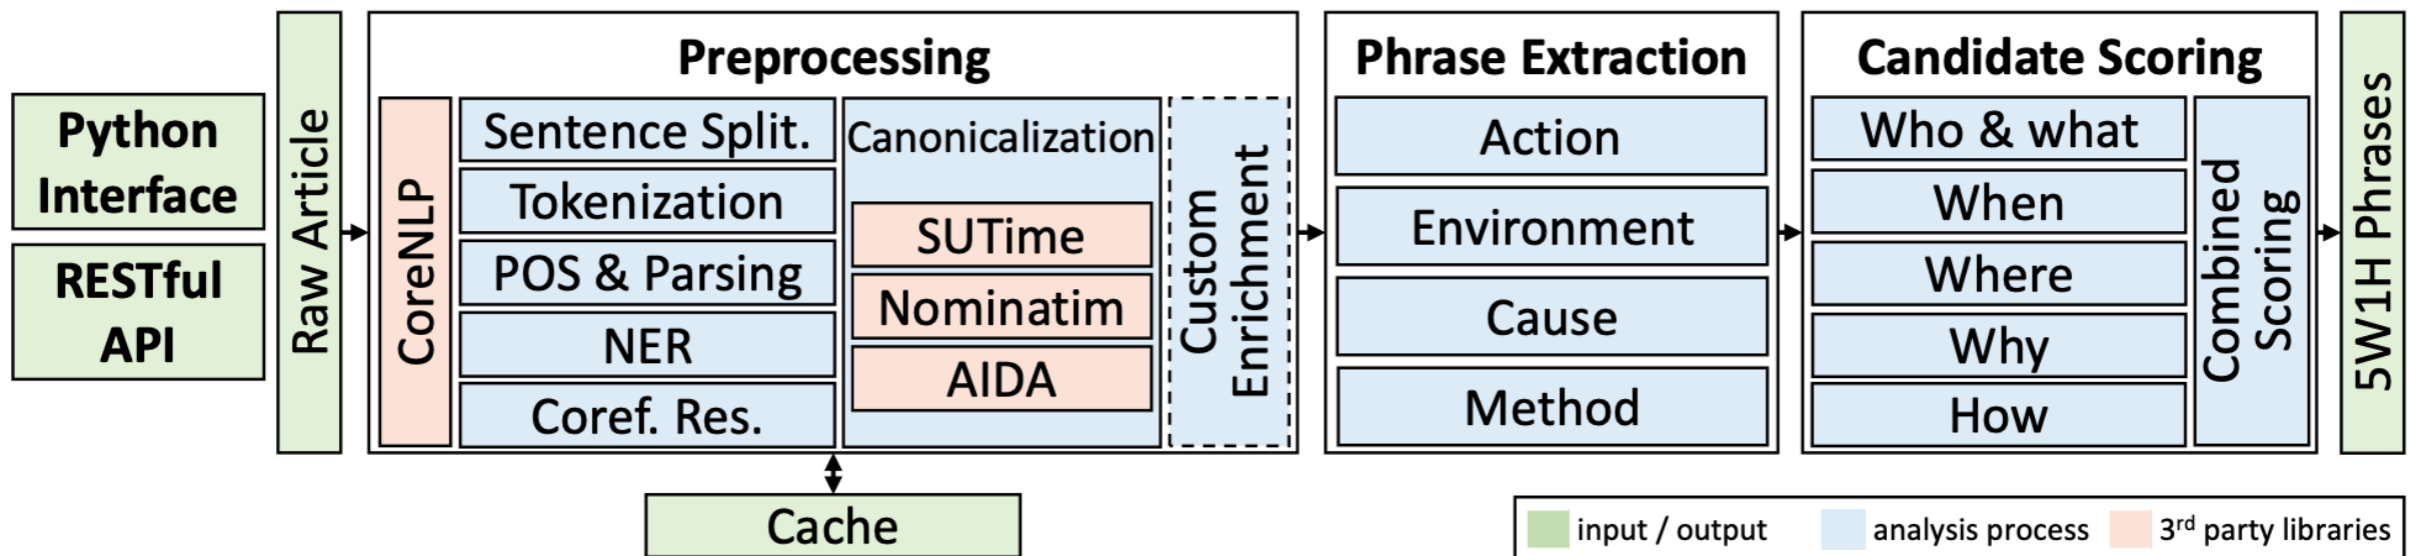 Python
Interface
RESTful
API
Raw Article
Preprocessing
CoreNLP
Sentence Split.
Tokenization
POS & Parsing
NER
Coref. Res.
Canonicalization
SUTime
Nominatim
AIDA
Custom
Enrichment
Cache
Phrase Extraction
Action
Environment
Cause
Method
Candidate Scoring
Who & what
When
Where
Why
How
Combined
Scoring
5W1H Phrases
input / output
analysis process
3rd party libraries